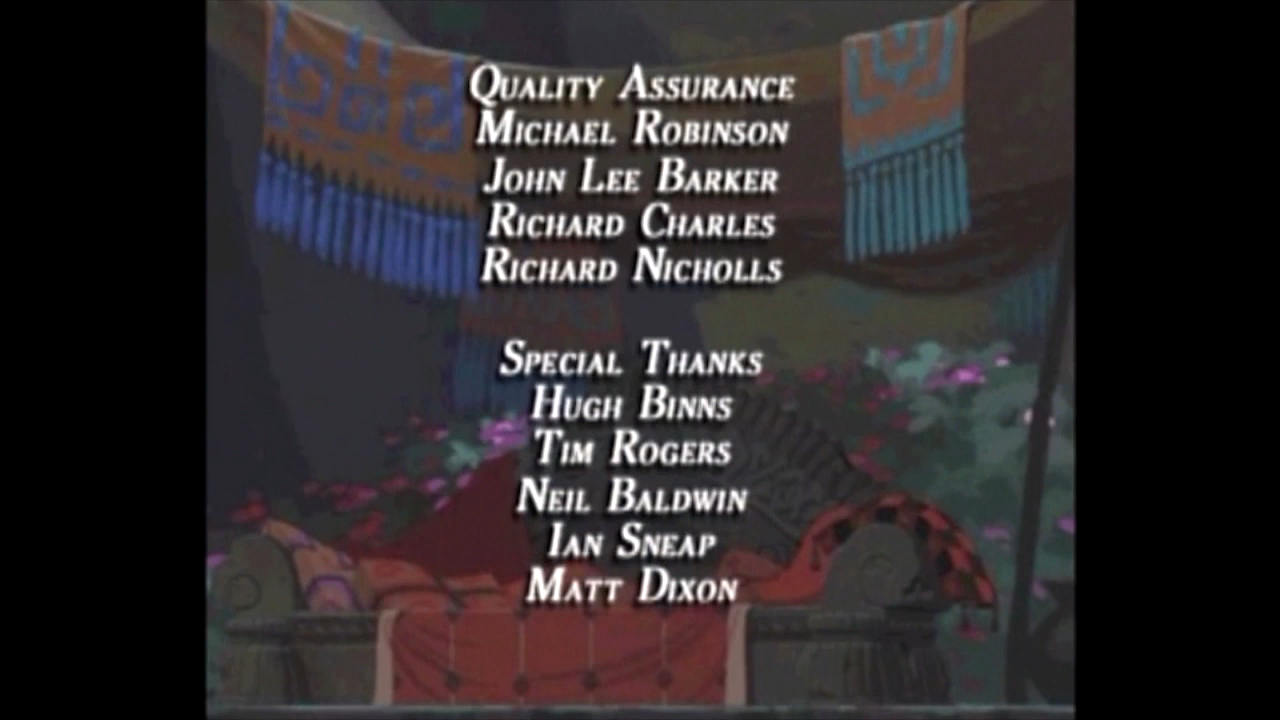 Quality Assurance
Michael Robinson
John Lee Barker
Richard Charles
Richard Nicholls
Special Thanks
Hugh Binns
Tim Rogers
Neil Baldwin
Ian Sneap
Matt Dixon